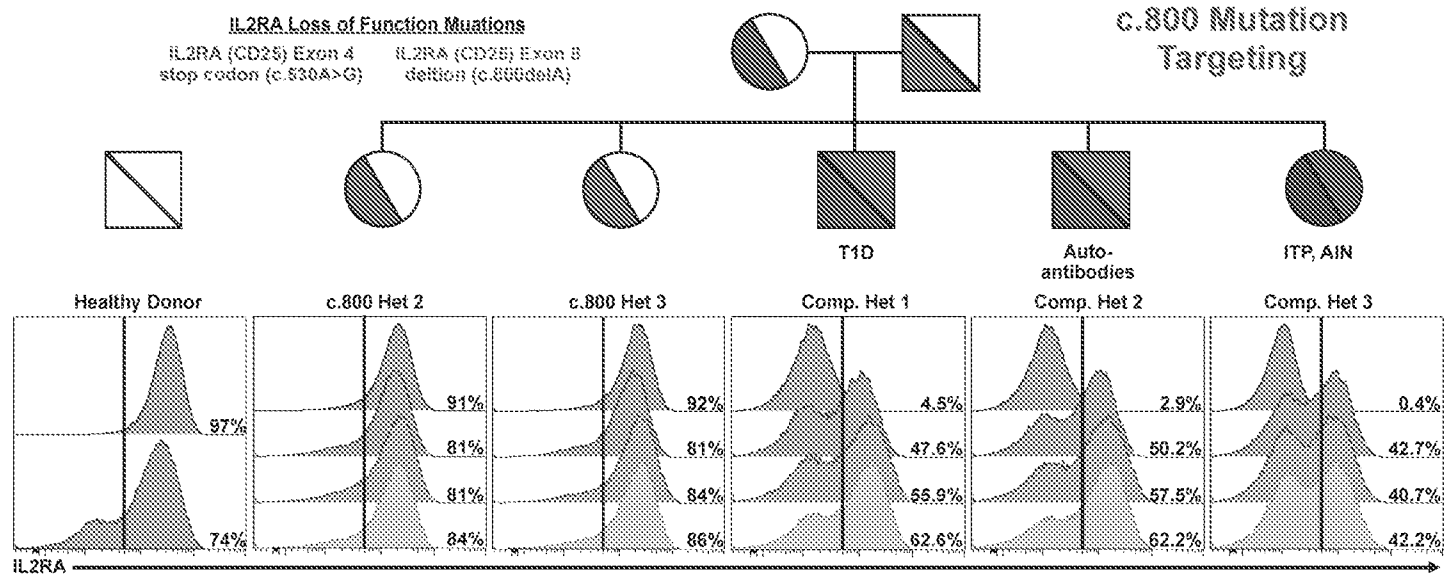 IL2RA Loss of Function Muations
IL2RA (CD25) Exon 4
stop codon (c.530A>G)
IL2RA (CD25) Exon 8
deltion (c.800delA)
c.800 Mutation
Targeting
T1D
Auto-
antibodies
ITP, AIN
Healthy Donor
c.800 Het 2
c.800 Het 3
Comp. Het 1
Comp. Het 2
Comp. Het 3
97%
74%
91%
81%
81%
84%
92%
81%
84%
86%
4.5%
47.6%
55.9%
62.6%
2.9%
50.2%
57.5%
62.2%
0.4%
42.7%
40.7%
42.2%
IL2RA